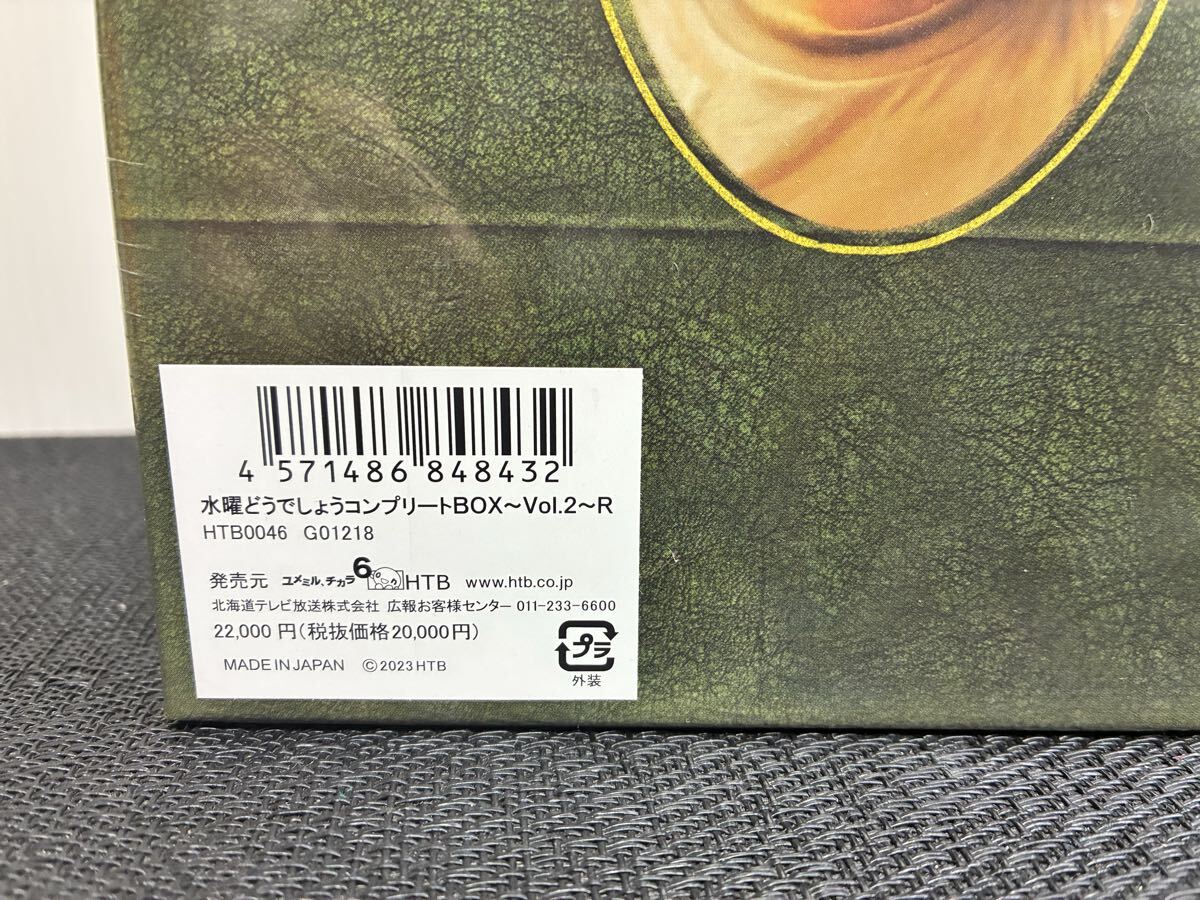 4 571486 848432
水曜どうでしょうコンプリートBOX～Vol.2～R
HTB0046 G01218
発売元 ユメミル、チカラ 6 HTB www.htb.co.jp
北海道テレビ放送株式会社 広報お客様センター 011-233-6600
22,000 円(税抜価格20,000円)
プラ
MADE IN JAPAN ©2023 HTB
外装